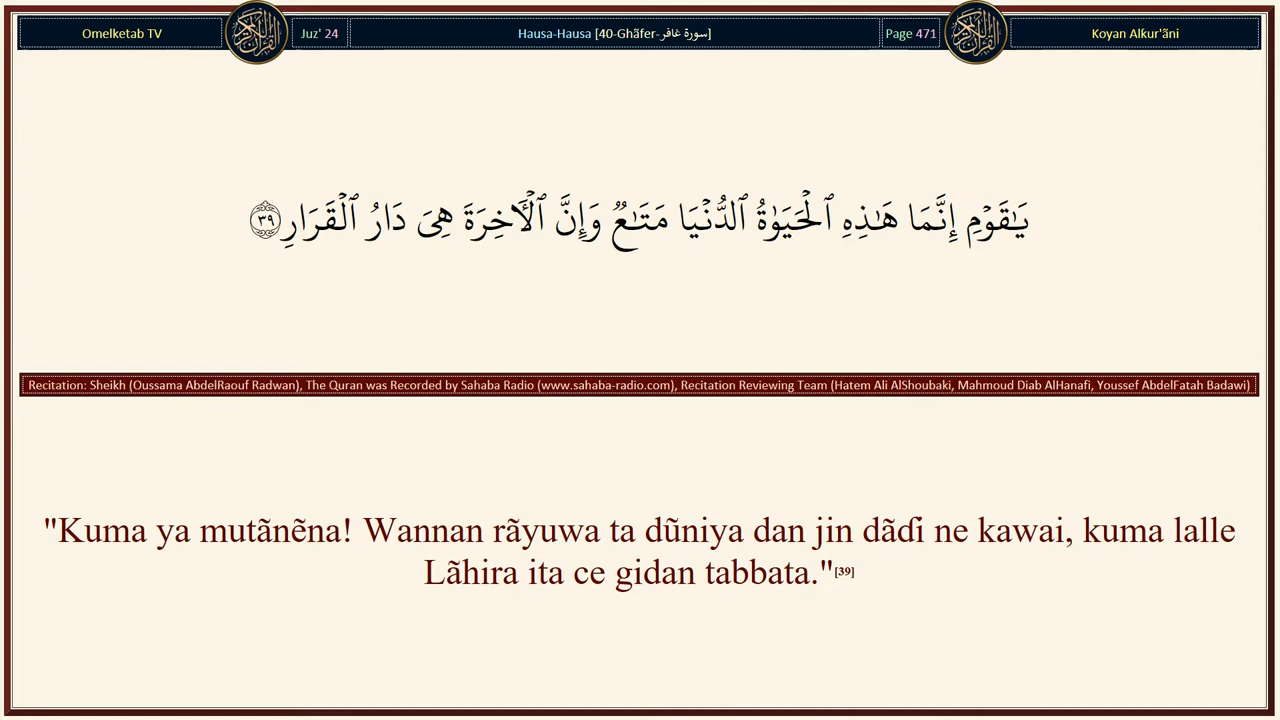 Omelketab TV
Juz' 24
Hausa-Hausa [40-Ghãfer-سورة غافر]
Page 471
Koyan Alƙur'ãni
يَـٰقَوْمِ إِنَّمَا هَـٰذِهِ ٱلْحَيَوٰةُ ٱلدُّنْيَا مَتَـٰعٌ وَإِنَّ ٱلْـَٔاخِرَةَ هِىَ دَارُ ٱلْقَرَارِ ٣٩
Recitation: Sheikh (Oussama AbdelRaouf Radwan), The Quran was Recorded by Sahaba Radio (www.sahaba-radio.com), Recitation Reviewing Team (Hatem Ali AlShoubaki, Mahmoud Diab AlHanafi, Youssef AbdelFatah Badawi)
"Kuma ya mutãnẽna! Wannan rãyuwa ta dũniya dan jin dãɗi ne kawai, kuma lalle
Lãhira ita ce gidan tabbata."[39]